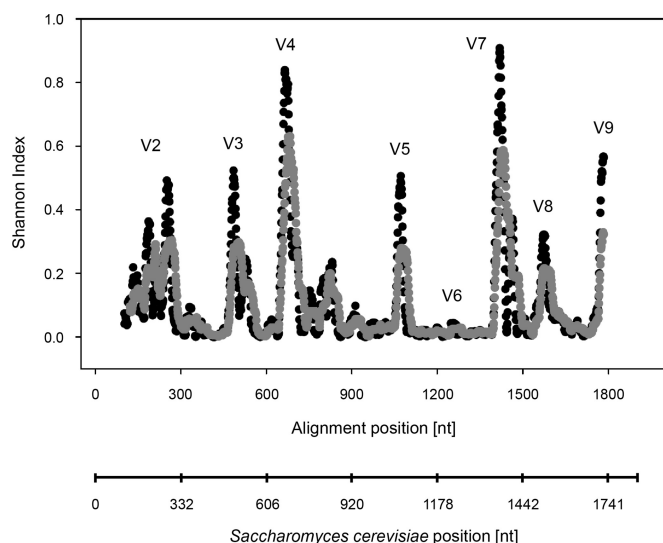 1.0
0.8
0.6
0.4
0.2
0.0
Shannon Index
V2
V3
V4
V5
V6
V7
V8
V9
0 300 600 900 1200 1500 1800
Alignment position [nt]
0 332 606 920 1178 1442 1741
Saccharomyces cerevisiae position [nt]